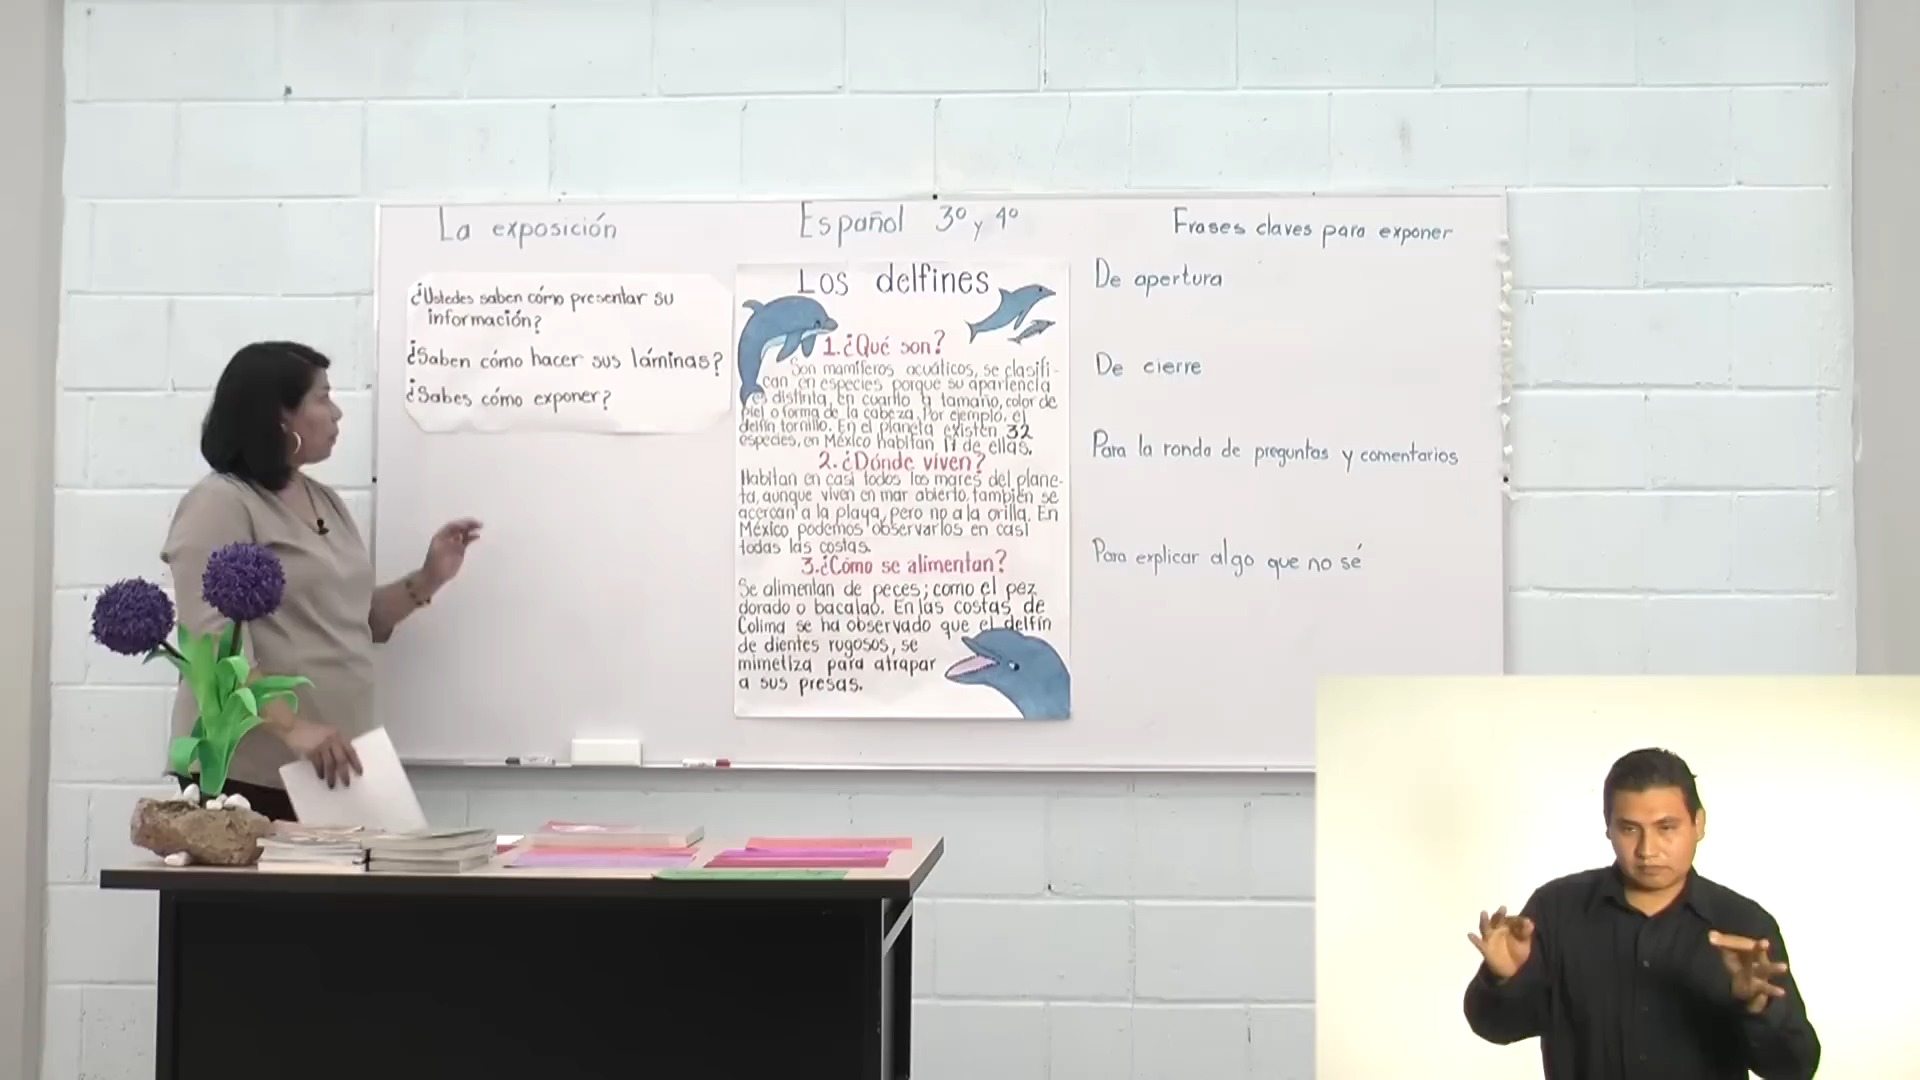 La exposición
Español 3º y 4º
Frases claves para exponer
¿Ustedes saben cómo presentar su
información?
¿Saben cómo hacer sus láminas?
¿Sabes cómo exponer?
Los delfines
1. ¿Qué son?
Son mamíferos acuáticos, se clasifi-
can en especies porque su apariencia
es distinta, en cuanto a tamaño, color de
piel o forma de la cabeza. Por ejemplo, el
delfín tornillo. En el planeta existen 32
especies, en México habitan 17 de ellas.
2. ¿Dónde viven?
Habitan en casi todos los mares del plane-
ta, aunque viven en mar abierto, también se
acercan a la playa, pero no a la orilla. En
México podemos observarlos en casi
todas las costas.
3. ¿Cómo se alimentan?
Se alimentan de peces; como el pez
dorado o bacalao. En las costas de
Colima se ha observado que el delfín
de dientes rugosos, se
mimetiza para atrapar
a sus presas.
De apertura
De cierre
Para la ronda de preguntas y comentarios
Para explicar algo que no sé